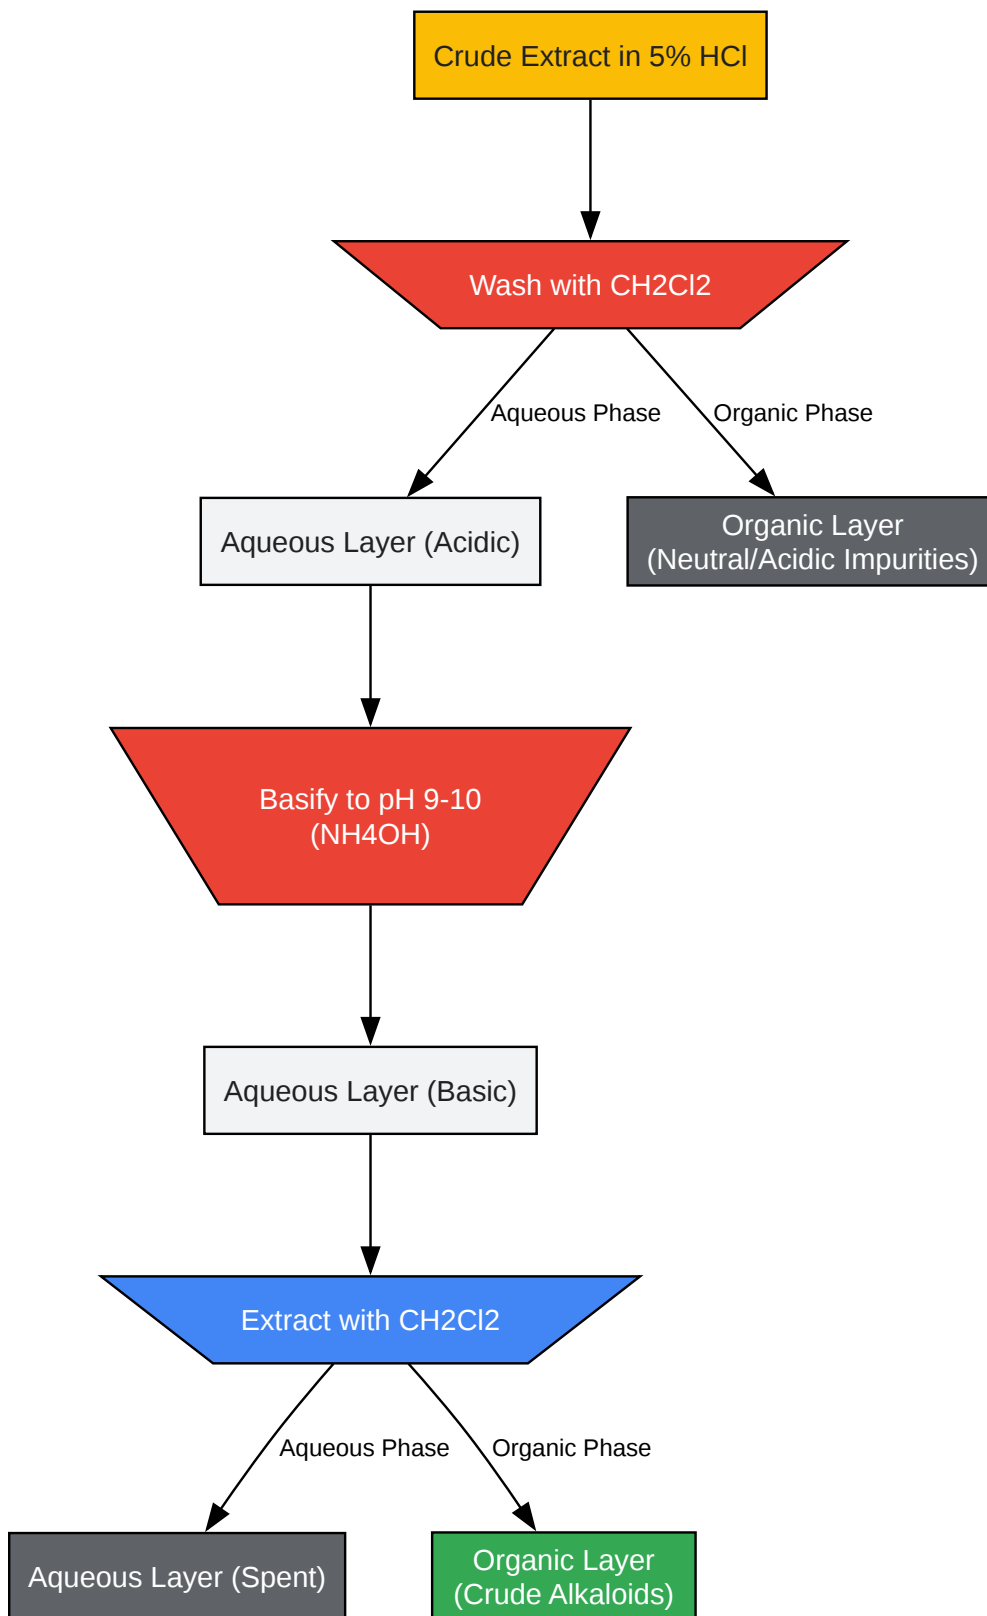 Crude Extract in 5% HCl
Wash with CH2Cl2
Aqueous Phase
Organic Phase
Aqueous Layer (Acidic)
Organic Layer
(Neutral/Acidic Impurities)
Basify to pH 9-10
(NH4OH)
Aqueous Layer (Basic)
Extract with CH2Cl2
Aqueous Phase
Organic Phase
Aqueous Layer (Spent)
Organic Layer
(Crude Alkaloids)